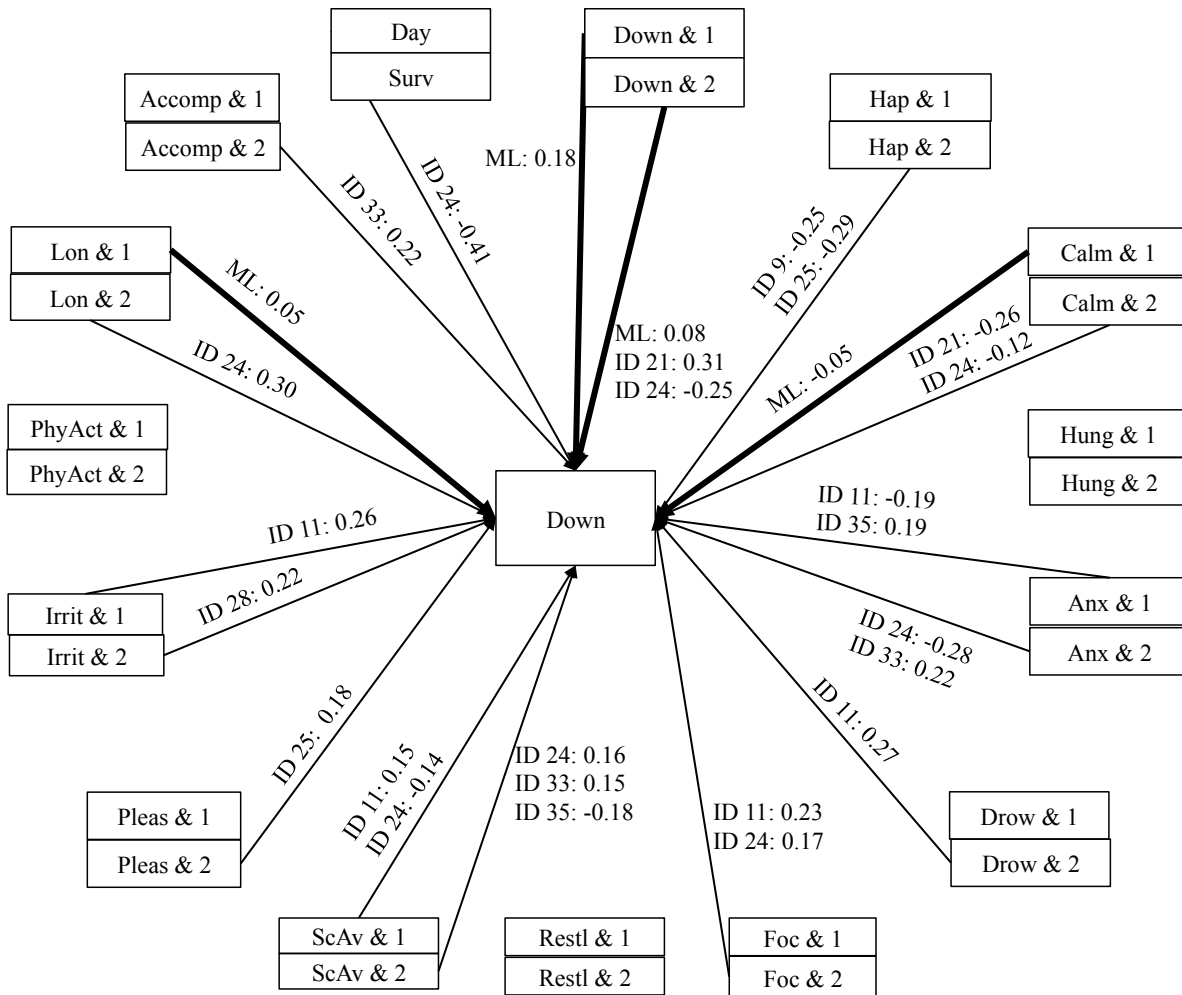 Day
Surv
Down & 1
Down & 2
Accomp & 1
Accomp & 2
Hap & 1
Hap & 2
ML: 0.18
ID 24: -0.41
ID 33: 0.22
ID 9: -0.25
ID 25: -0.29
Lon & 1
Lon & 2
ML: 0.05
ID 24: 0.30
Calm & 1
Calm & 2
ID 21: -0.26
ID 24: -0.12
ML: -0.05
ML: 0.08
ID 21: 0.31
ID 24: -0.25
PhyAct & 1
PhyAct & 2
Hung & 1
Hung & 2
Down
ID 11: -0.19
ID 35: 0.19
ID 11: 0.26
ID 28: 0.22
Irrit & 1
Irrit & 2
Anx & 1
Anx & 2
ID 24: -0.28
ID 33: 0.22
ID 25:  0.18
ID 11: 0.27
ID 11: 0.15
ID 24: -0.14
ID 24: 0.16
ID 33: 0.15
ID 35: -0.18
ID 11: 0.23
ID 24: 0.17
Pleas & 1
Pleas & 2
Drow & 1
Drow & 2
ScAv & 1
ScAv & 2
Restl & 1
Restl & 2
Foc & 1
Foc & 2